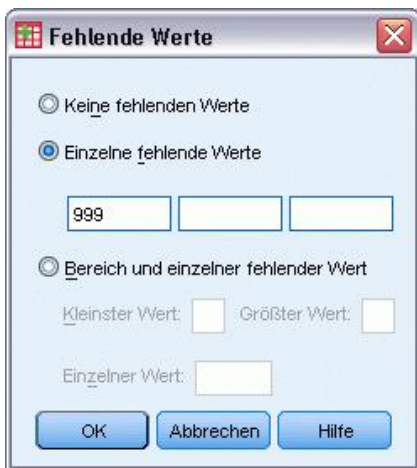 Fehlende Werte
Keine fehlenden Werte
Einzelne fehlende Werte
999
Bereich und einzelner fehlender Wert
Kleinster Wert: Größter Wert:
Einzelner Wert:
OK Abbrechen Hilfe